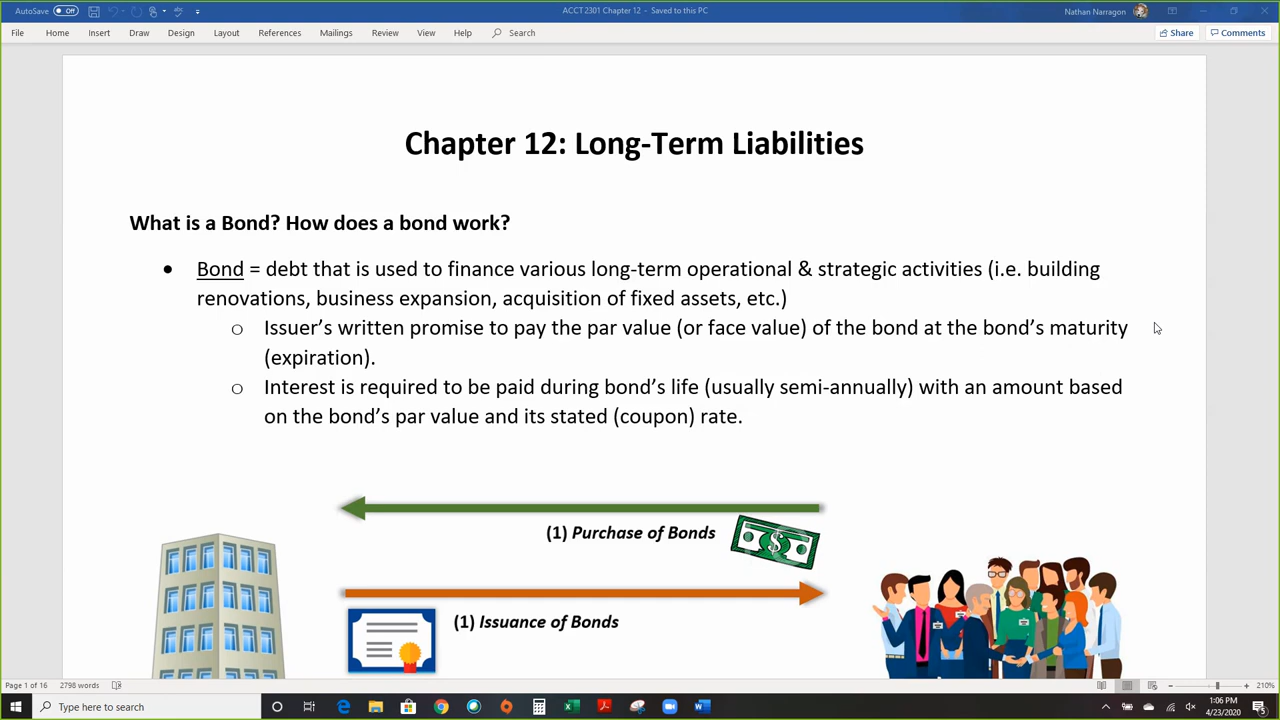 AutoSave Off
ACCT 2301 Chapter 12 - Saved to this PC
Nathan Narragon
File Home Insert Draw Design Layout References Mailings Review View Help Search Share Comments
Chapter 12: Long-Term Liabilities
What is a Bond? How does a bond work?
• Bond = debt that is used to finance various long-term operational & strategic activities (i.e. building
renovations, business expansion, acquisition of fixed assets, etc.)
o Issuer’s written promise to pay the par value (or face value) of the bond at the bond’s maturity
(expiration).
o Interest is required to be paid during bond’s life (usually semi-annually) with an amount based
on the bond’s par value and its stated (coupon) rate.
(1) Purchase of Bonds
$
(1) Issuance of Bonds
Page 1 of 16 2798 words 210%
Type here to search
1:06 PM
4/23/2020